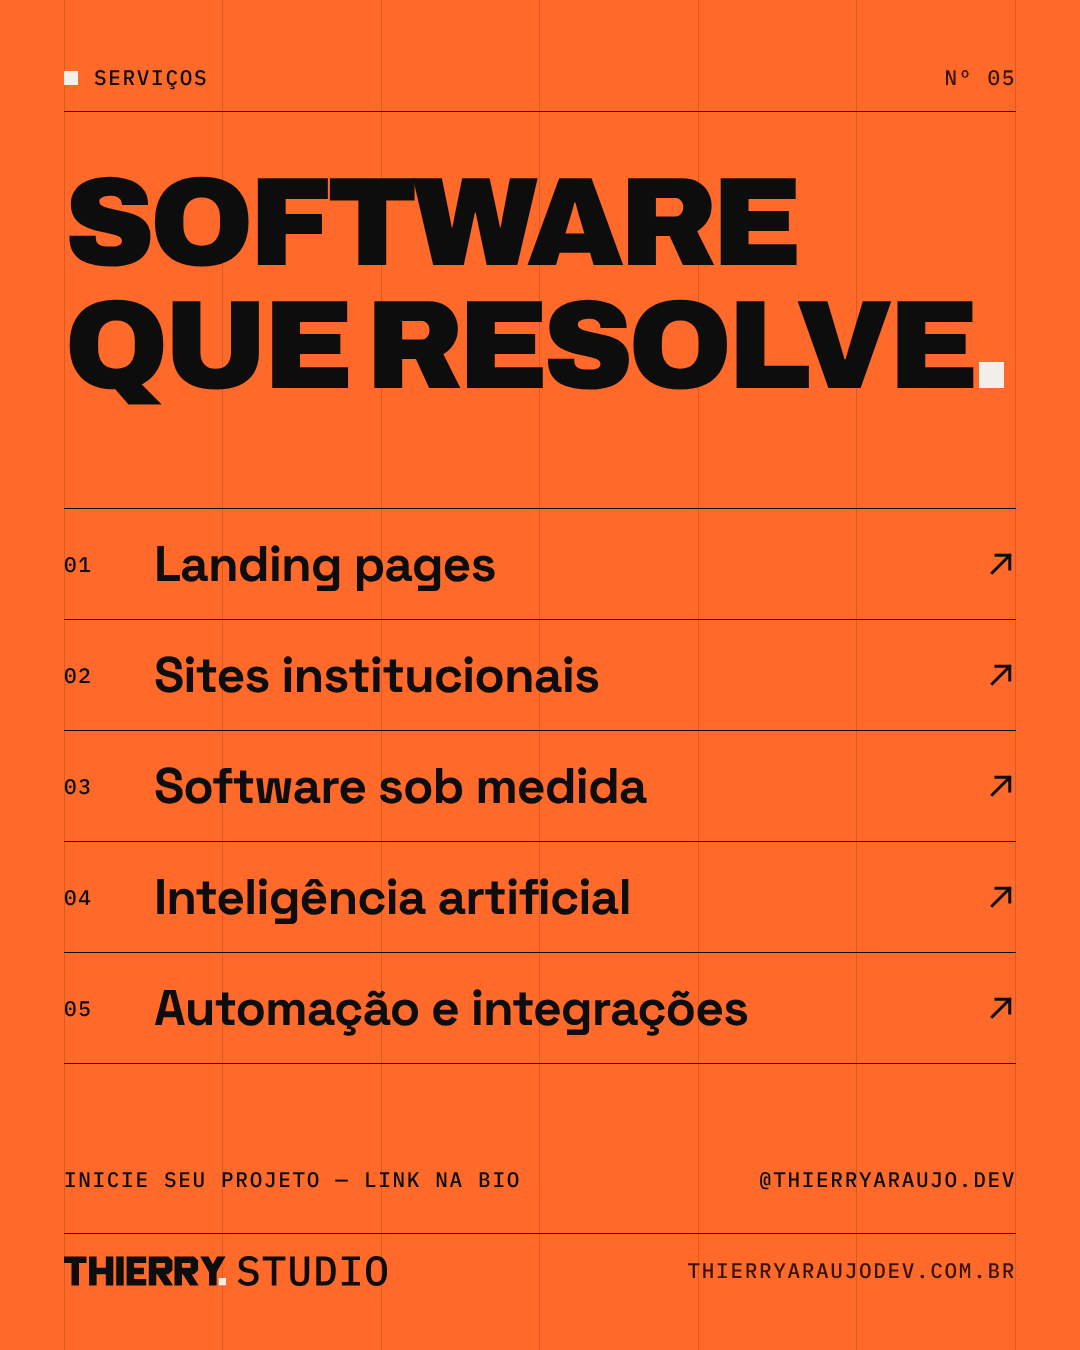 SERVIÇOS
Nº 05
SOFTWARE
QUE RESOLVE.
01 Landing pages
02 Sites institucionais
03 Software sob medida
04 Inteligência artificial
05 Automação e integrações
INICIE SEU PROJETO — LINK NA BIO
@THIERRYARAUJO.DEV
THIERRY. STUDIO
THIERRYARAUJODEV.COM.BR